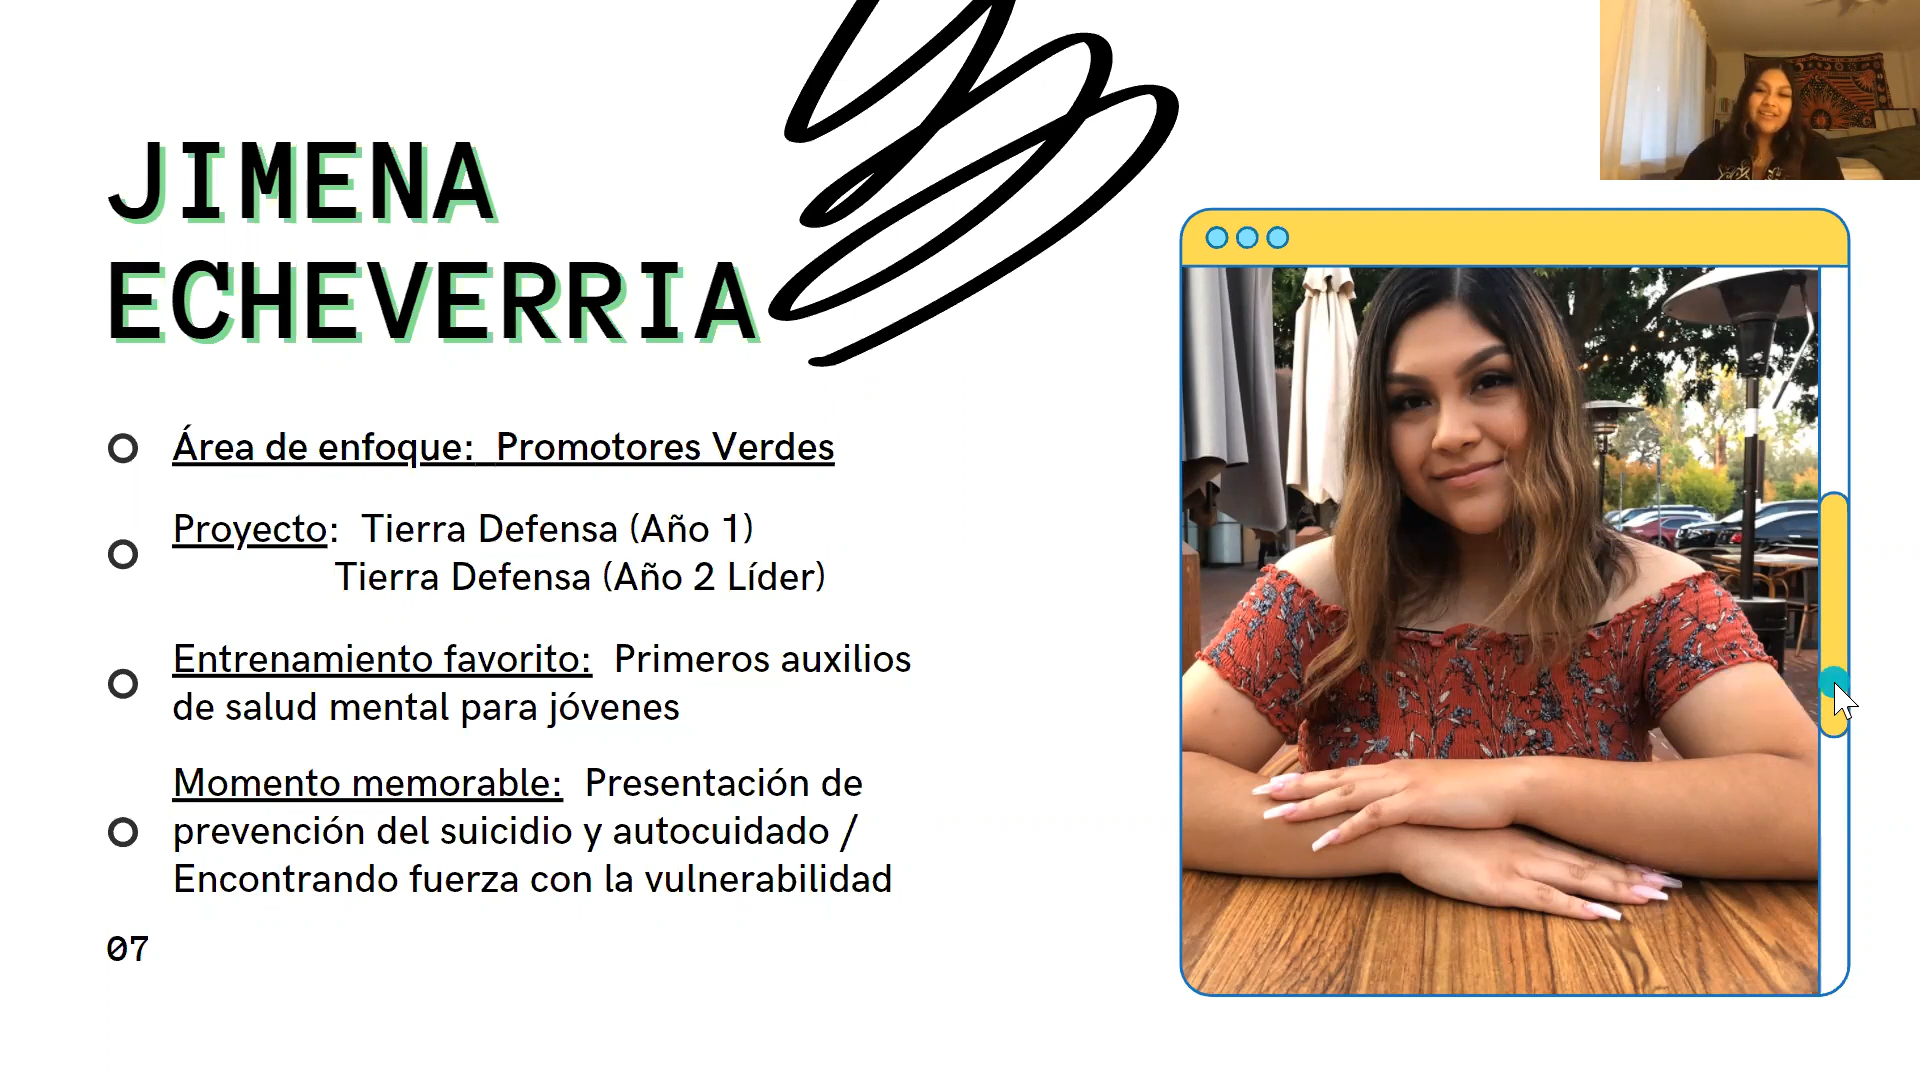 JIMENA
ECHEVERRIA
Área de enfoque: Promotores Verdes
Proyecto: Tierra Defensa (Año 1)
Tierra Defensa (Año 2 Líder)
Entrenamiento favorito: Primeros auxilios
de salud mental para jóvenes
Momento memorable: Presentación de
prevención del suicidio y autocuidado /
Encontrando fuerza con la vulnerabilidad
07